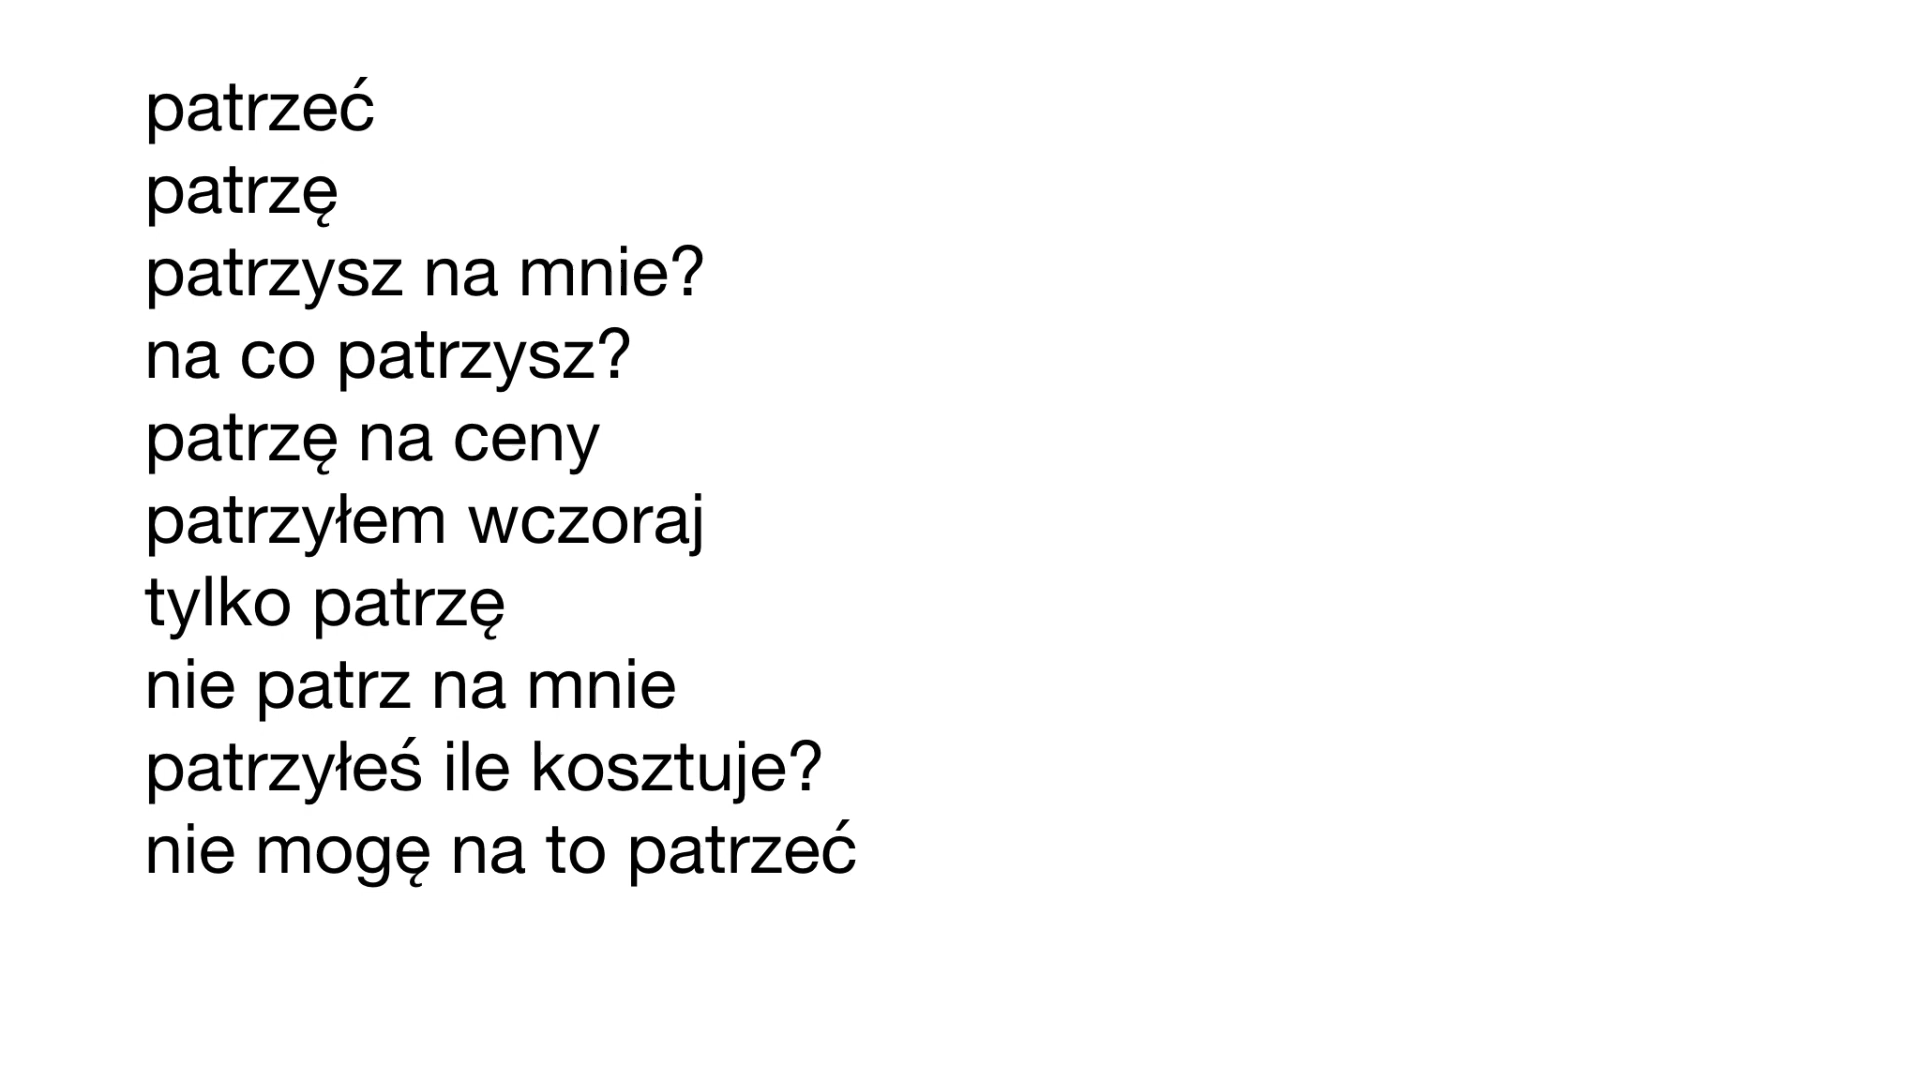 patrzeć
patrzę
patrzysz na mnie?
na co patrzysz?
patrzę na ceny
patrzyłem wczoraj
tylko patrzę
nie patrz na mnie
patrzyłeś ile kosztuje?
nie mogę na to patrzeć